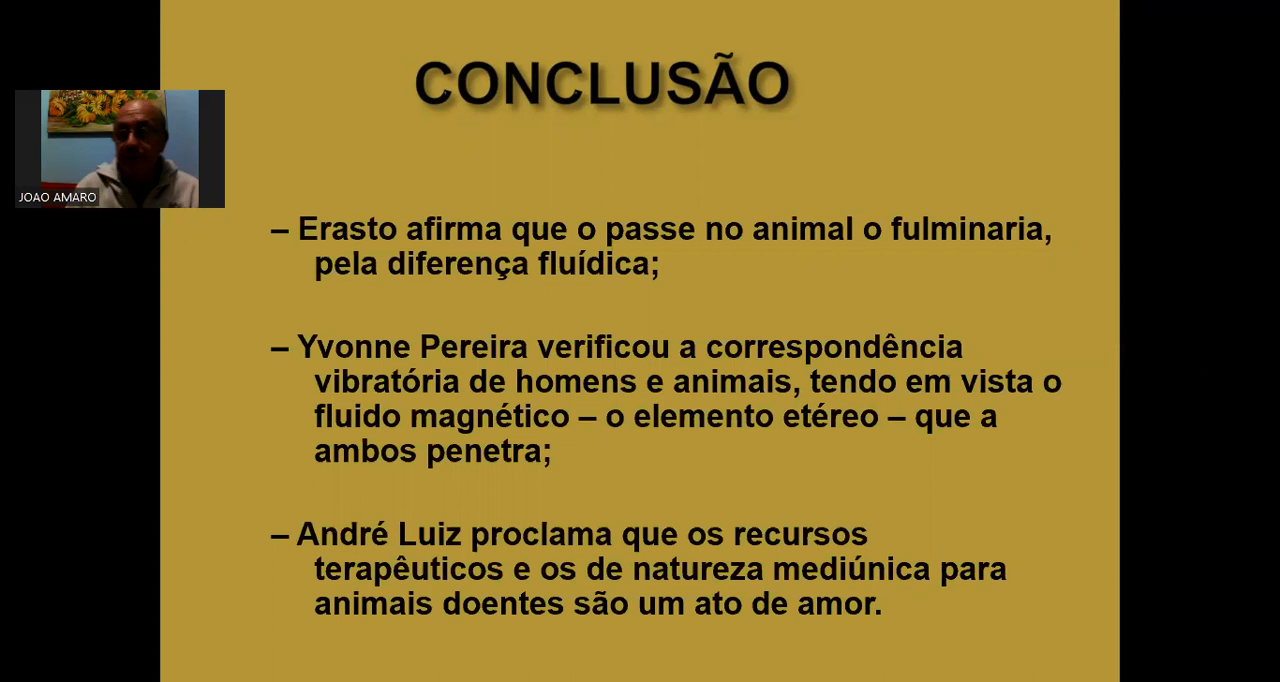 CONCLUSÃO
JOAO AMARO
– Erasto afirma que o passe no animal o fulminaria,
pela diferença fluídica;
– Yvonne Pereira verificou a correspondência
vibratória de homens e animais, tendo em vista o
fluido magnético – o elemento etéreo – que a
ambos penetra;
– André Luiz proclama que os recursos
terapêuticos e os de natureza mediúnica para
animais doentes são um ato de amor.